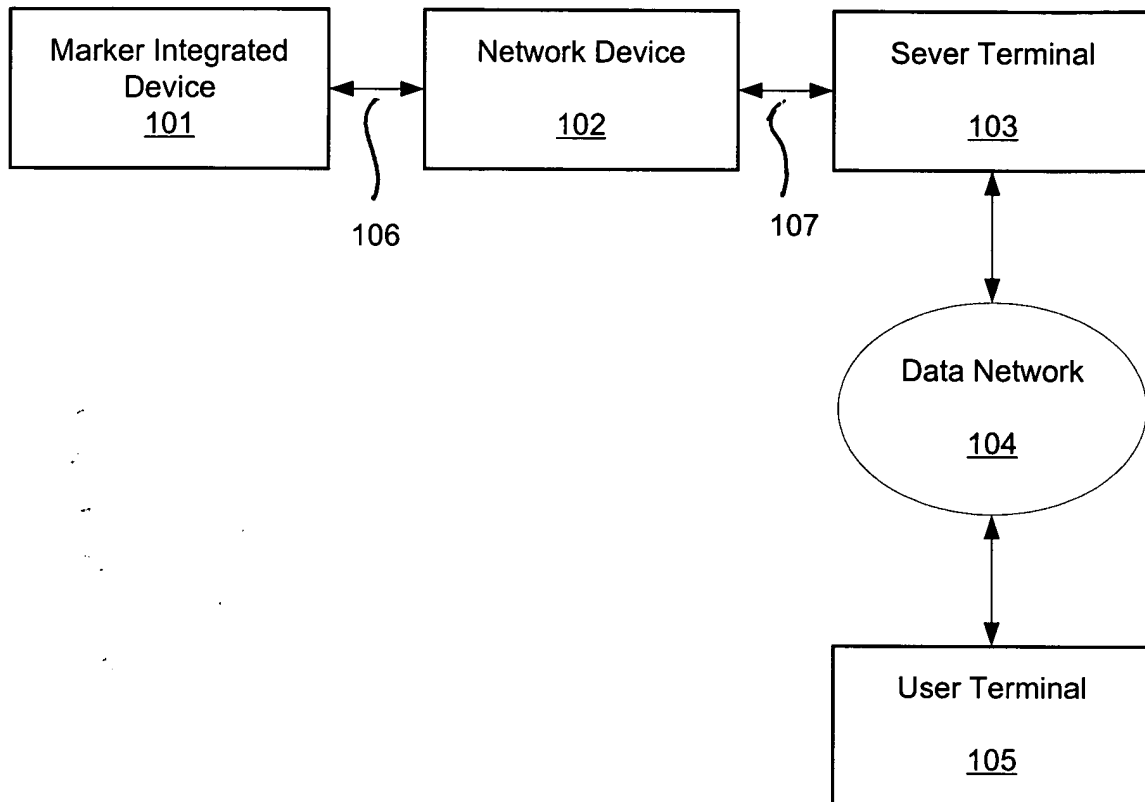 Marker Integrated
Device
101
Network Device
102
Sever Terminal
103
106
107
Data Network
104
User Terminal
105